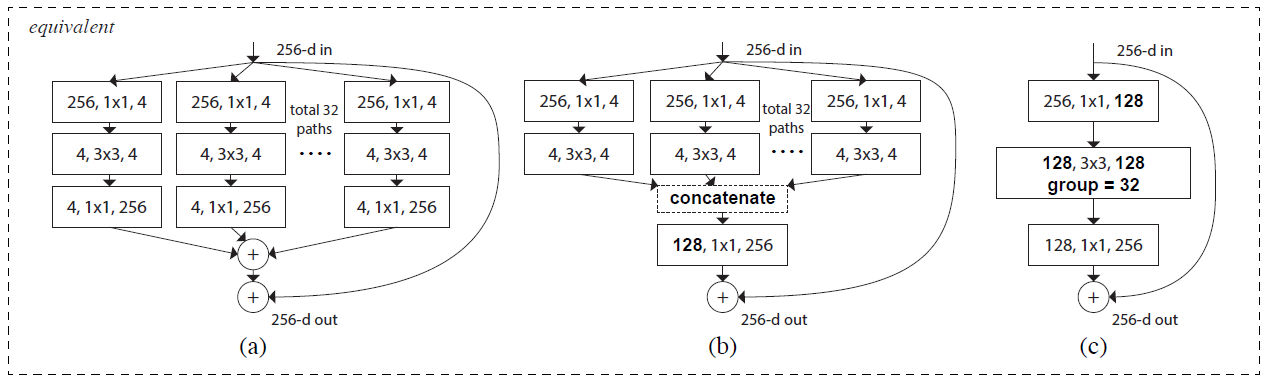 equivalent
256-d in
256, 1x1, 4
256, 1x1, 4
256, 1x1, 4
total 32
paths
....
4, 3x3, 4
4, 3x3, 4
4, 3x3, 4
4, 1x1, 256
4, 1x1, 256
4, 1x1, 256
+
+
256-d out
(a)
256-d in
256, 1x1, 4
256, 1x1, 4
256, 1x1, 4
total 32
paths
....
4, 3x3, 4
4, 3x3, 4
4, 3x3, 4
concatenate
128, 1x1, 256
+
256-d out
(b)
256-d in
256, 1x1, 128
128, 3x3, 128
group = 32
128, 1x1, 256
+
256-d out
(c)